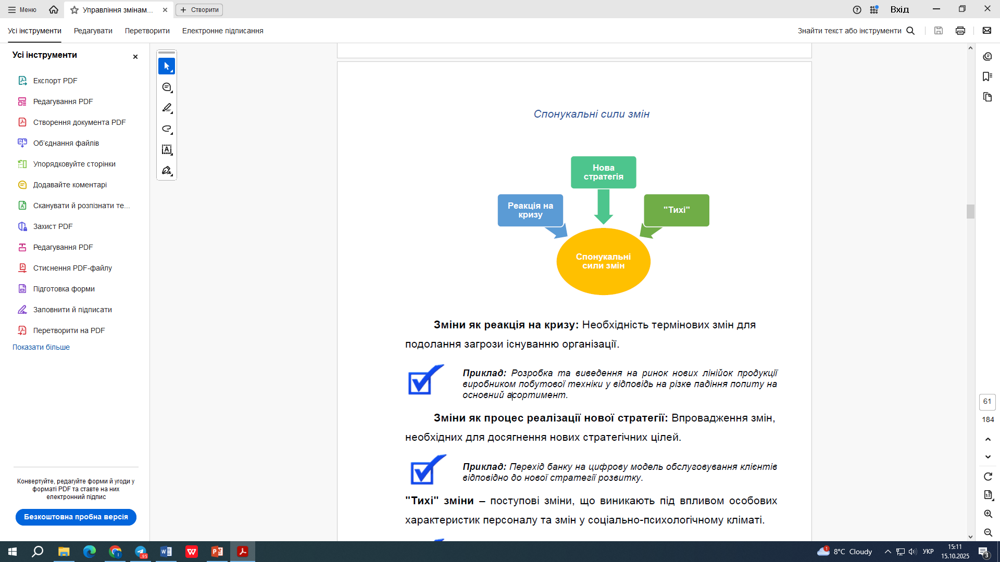 Меню
Управління змінам...
Створити
Вхід
Усі інструменти
Редагувати
Перетворити
Електронне підписання
Знайти текст або інструменти
Усі інструменти
Експорт PDF
Редагування PDF
Створення документа PDF
Об’єднання файлів
Упорядковуйте сторінки
Додавайте коментарі
Сканувати й розпізнати те...
Захист PDF
Редагування PDF
Стиснення PDF-файлу
Підготовка форми
Заповнити й підписати
Перетворити на PDF
Показати більше
Конвертуйте, редагуйте форми й угоди у
форматі PDF та ставте на них
електронний підпис
Безкоштовна пробна версія
Спонукальні сили змін
Нова
стратегія
Реакція на
кризу
"Тихі"
Спонукальні
сили змін
Зміни як реакція на кризу: Необхідність термінових змін для
подолання загрози існуванню організації.
Приклад: Розробка та виведення на ринок нових лінійок продукції
виробником побутової техніки у відповідь на різке падіння попиту на
основний асортимент.
Зміни як процес реалізації нової стратегії: Впровадження змін,
необхідних для досягнення нових стратегічних цілей.
Приклад: Перехід банку на цифрову модель обслуговування клієнтів
відповідно до нової стратегії розвитку.
"Тихі" зміни – поступові зміни, що виникають під впливом особових
характеристик персоналу та змін у соціально-психологічному кліматі.
61
184
1:1
..95
1
8°C Cloudy
УКР
15:11
15.10.2025
3